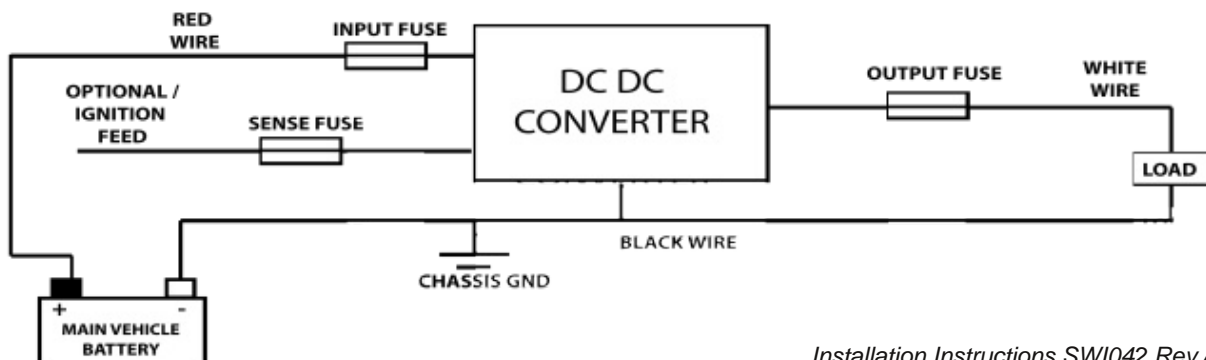 RED
WIRE
INPUT FUSE
OPTIONAL /
IGNITION
FEED
SENSE FUSE
DC DC
CONVERTER
OUTPUT FUSE
WHITE
WIRE
LOAD
BLACK WIRE
CHASSIS GND
+ -
MAIN VEHICLE
BATTERY
Installation Instructions SWI042 Rev